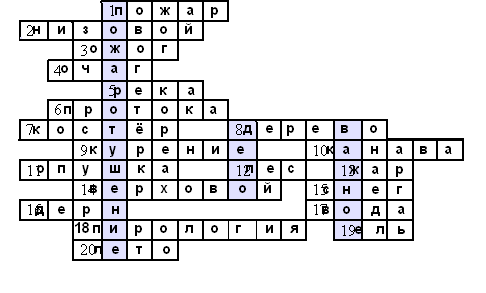 1пожар
2низовой
3ожог
4очаг
5река
6протока
7костёр 8дерево
9курение 10канава
11опушка 12лес 13жар
14верховой 15снег
16дерн 17вода
18пирология 19ель
20лето